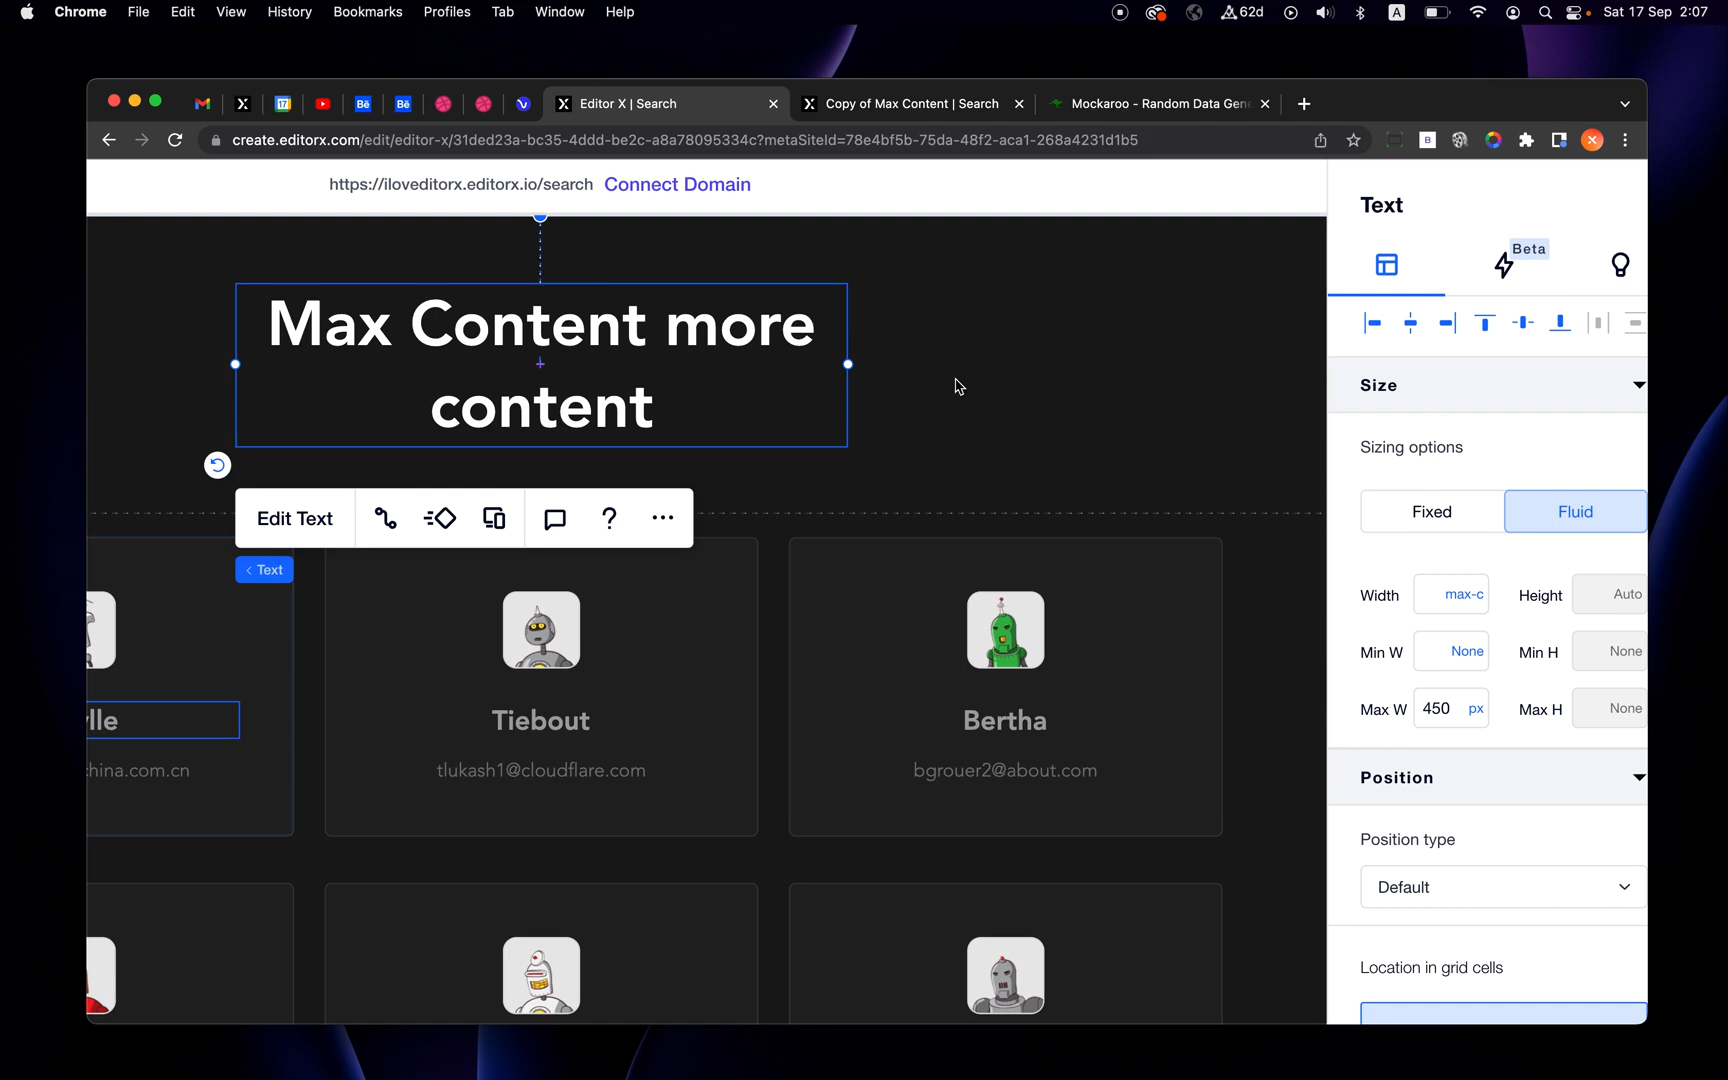 Chrome File Edit View History Bookmarks Profiles Tab Window Help
A 62d A Sat 17 Sep 2:07
17 Bē Bē Editor X | Search Copy of Max Content | Search Mockaroo - Random Data Gen
create.editorx.com/edit/editor-x/31ded23a-bc35-4ddd-be2c-a8a78095334c?metaSiteId=78e4bf5b-75da-48f2-aca1-268a4231d1b5
https://iloveditorx.editorx.io/search Connect Domain
Text
Beta
Max Content more
content
Size
Sizing options
Fixed Fluid
Edit Text
< Text
Width max-c Height Auto
Min W None Min H None
Max W 450 px Max H None
lle Tiebout Bertha
hina.com.cn tlukash1@cloudflare.com bgrouer2@about.com
Position
Position type
Default
Location in grid cells